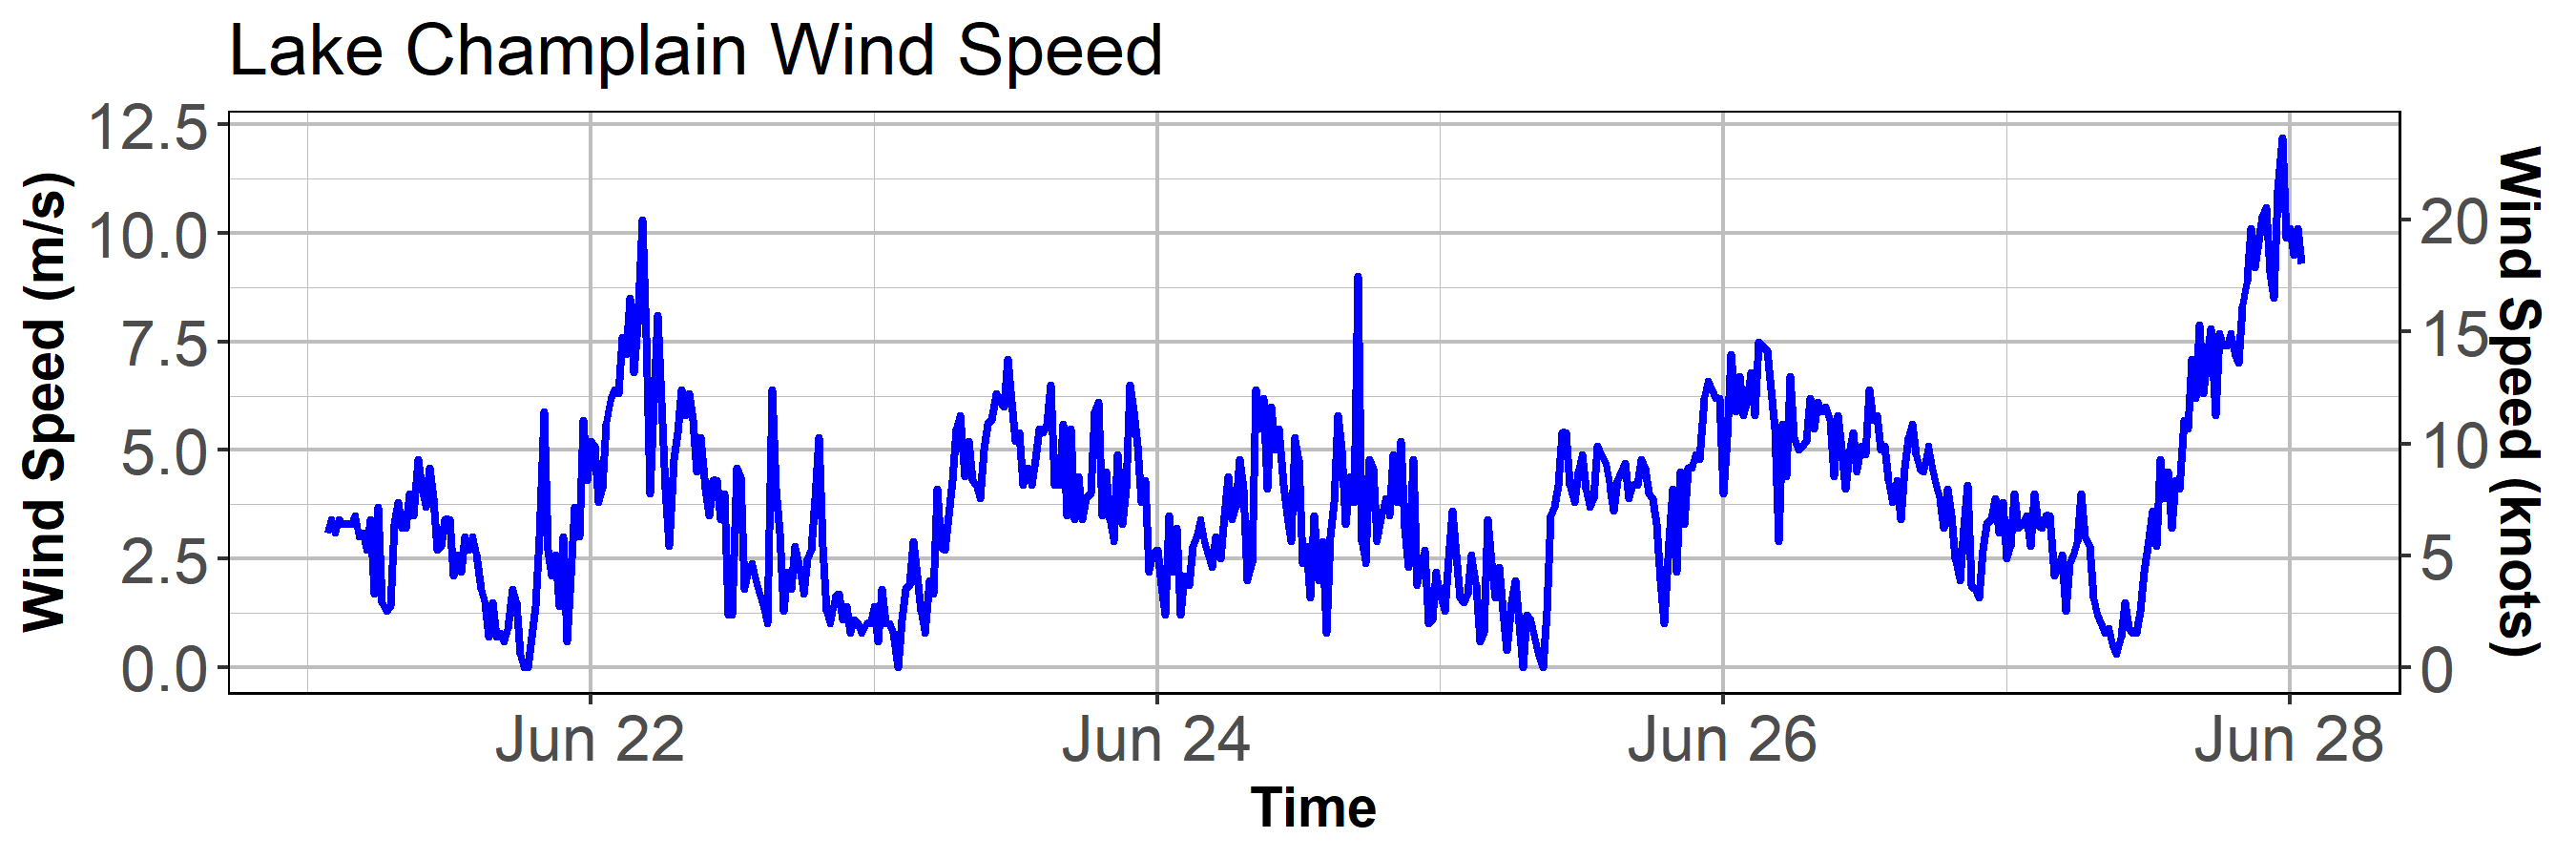 Lake Champlain Wind Speed
Wind Speed (m/s)
12.5
10.0
7.5
5.0
2.5
0.0
20
15
10
5
0
Wind Speed (knots)
Jun 22
Jun 24
Jun 26
Jun 28
Time